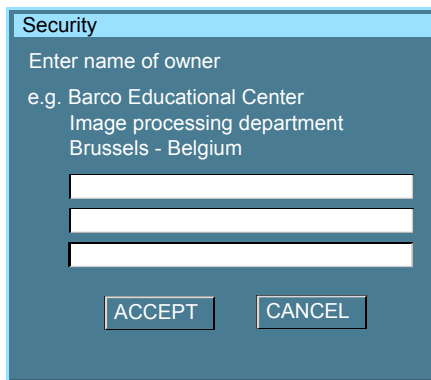 Security
Enter name of owner
e.g. Barco Educational Center
Image processing department
Brussels - Belgium
ACCEPT CANCEL